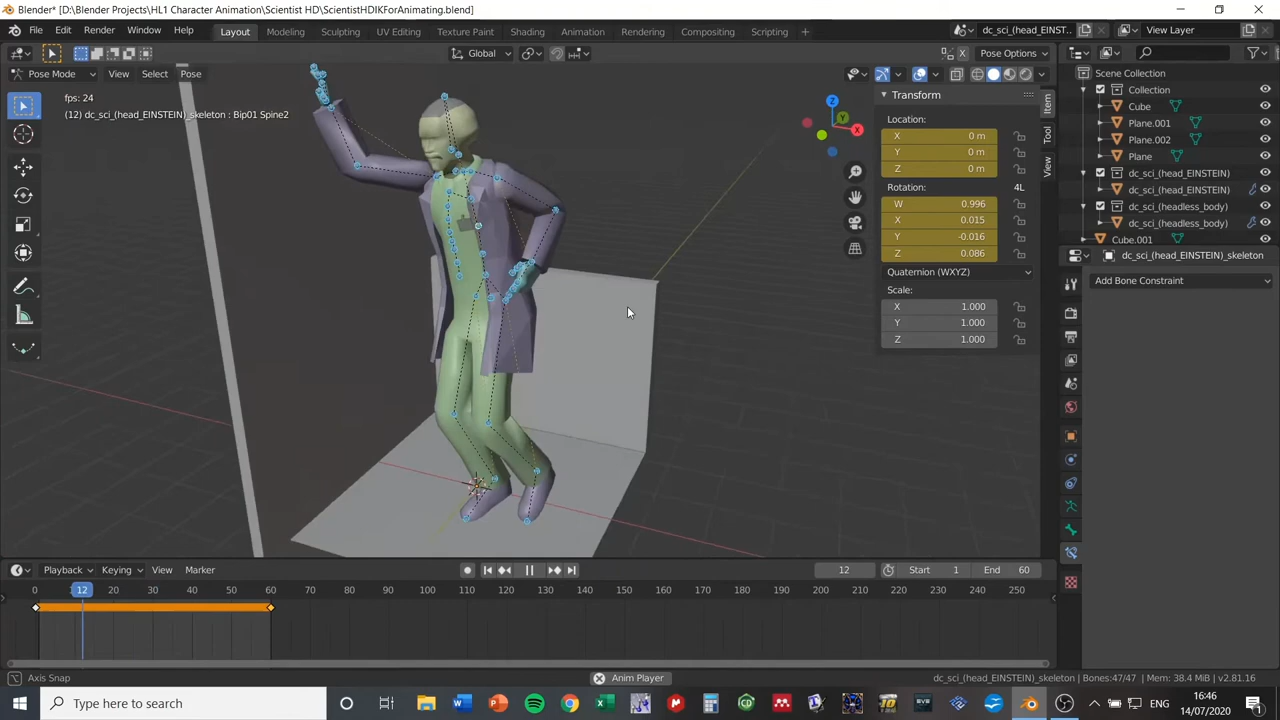 Blender* [D:\Blender Projects\HL1 Character Animation\Scientist HD\ScientistHDIKForAnimating.blend]
File Edit Render Window Help Layout Modeling Sculpting UV Editing Texture Paint Shading Animation Rendering Compositing Scripting + dc_sci_(head_EINST... View Layer
Global Pose Options
Pose Mode View Select Pose
fps: 24
(12) dc_sci_(head_EINSTEIN)_skeleton : Bip01 Spine2
Z
Y
X
Transform
Location:
X 0 m
Y 0 m
Z 0 m
Rotation: 4L
W 0.996
X 0.015
Y -0.016
Z 0.086
Quaternion (WXYZ)
Scale:
X 1.000
Y 1.000
Z 1.000
Item
Tool
View
Scene Collection
Collection
Cube
Plane.001
Plane.002
Plane
dc_sci_(head_EINSTEIN)
dc_sci_(head_EINSTEIN)
dc_sci_(headless_body)
dc_sci_(headless_body)
Cube.001
dc_sci_(head_EINSTEIN)_skeleton
Add Bone Constraint
Playback Keying View Marker 12 Start 1 End 60
0 12 20 30 40 50 60 70 80 90 100 110 120 130 140 150 160 170 180 190 200 210 220 230 240 250
Axis Snap Anim Player dc_sci_(head_EINSTEIN)_skeleton | Bones:47/47 | Mem: 38.4 MiB | v2.81.16
Type here to search
ENG
16:46
14/07/2020